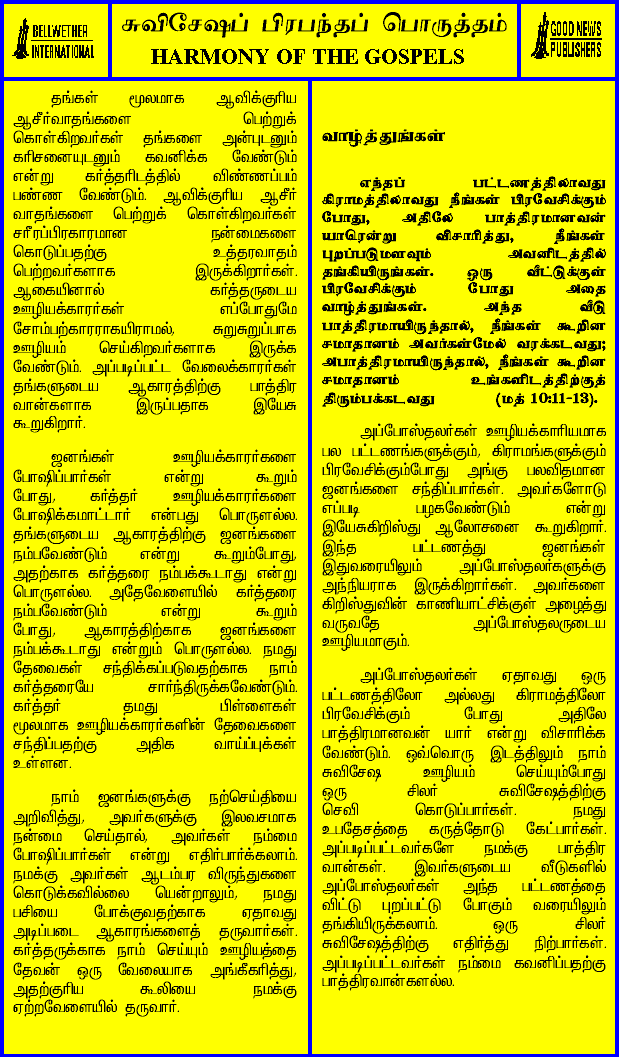 BELLWETHER
INTERNATIONAL
சுவிசேஷப் பிரபந்தப் பொருத்தம்
HARMONY OF THE GOSPELS
GOOD NEWS
PUBLISHERS
தங்கள் மூலமாக ஆவிக்குரிய
ஆசீர்வாதங்களை பெற்றுக்
கொள்கிறவர்கள் தங்களை அன்புடனும்
கரிசனையுடனும் கவனிக்க வேண்டும்
என்று கர்த்தரிடத்தில் விண்ணப்பம்
பண்ண வேண்டும். ஆவிக்குரிய ஆசீர்
வாதங்களை பெற்றுக் கொள்கிறவர்கள்
சரீரப்பிரகாரமான நன்மைகளை
கொடுப்பதற்கு உத்தரவாதம்
பெற்றவர்களாக இருக்கிறார்கள்.
ஆகையினால் கர்த்தருடைய
ஊழியக்காரர்கள் எப்போதுமே
சோம்பற்காரராகயிராமல், சுறுசுறுப்பாக
ஊழியம் செய்கிறவர்களாக இருக்க
வேண்டும். அப்படிப்பட்ட வேலைக்காரர்கள்
தங்களுடைய ஆகாரத்திற்கு பாத்திர
வான்களாக இருப்பதாக இயேசு
கூறுகிறார்.
ஜனங்கள் ஊழியக்காரர்களை
போஷிப்பார்கள் என்று கூறும்
போது, கர்த்தர் ஊழியக்காரர்களை
போஷிக்கமாட்டார் என்பது பொருளல்ல.
தங்களுடைய ஆகாரத்திற்கு ஜனங்களை
நம்பவேண்டும் என்று கூறும்போது,
அதற்காக கர்த்தரை நம்பக்கூடாது என்று
பொருளல்ல. அதேவேளையில் கர்த்தரை
நம்பவேண்டும் என்று கூறும்
போது, ஆகாரத்திற்காக ஜனங்களை
நம்பக்கூடாது என்றும் பொருளல்ல. நமது
தேவைகள் சந்திக்கப்படுவதற்காக நாம்
கர்த்தரையே சார்ந்திருக்கவேண்டும்.
கர்த்தர் தமது பிள்ளைகள்
மூலமாக ஊழியக்காரர்களின் தேவைகளை
சந்திப்பதற்கு அதிக வாய்ப்புக்கள்
உள்ளன.
நாம் ஜனங்களுக்கு நற்செய்தியை
அறிவித்து, அவர்களுக்கு இலவசமாக
நன்மை செய்தால், அவர்கள் நம்மை
போஷிப்பார்கள் என்று எதிர்பார்க்கலாம்.
நமக்கு அவர்கள் ஆடம்பர விருந்துகளை
கொடுக்கவில்லை யென்றாலும், நமது
பசியை போக்குவதற்காக ஏதாவது
அடிப்படை ஆகாரங்களைத் தருவார்கள்.
கர்த்தருக்காக நாம் செய்யும் ஊழியத்தை
தேவன் ஒரு வேலையாக அங்கீகரித்து,
அதற்குரிய கூலியை நமக்கு
ஏற்றவேளையில் தருவார்.
வாழ்த்துங்கள்
எந்தப் பட்டணத்திலாவது
கிராமத்திலாவது நீங்கள் பிரவேசிக்கும்
போது, அதிலே பாத்திரமானவன்
யாரென்று விசாரித்து, நீங்கள்
புறப்படுமளவும் அவனிடத்தில்
தங்கியிருங்கள். ஒரு வீட்டுக்குள்
பிரவேசிக்கும் போது அதை
வாழ்த்துங்கள். அந்த வீடு
பாத்திரமாயிருந்தால், நீங்கள் கூறின
சமாதானம் அவர்கள்மேல் வரக்கடவது;
அபாத்திரமாயிருந்தால், நீங்கள் கூறின
சமாதானம் உங்களிடத்திற்குத்
திரும்பக்கடவது (மத் 10:11-13).
அப்போஸ்தலர்கள் ஊழியக்காரியமாக
பல பட்டணங்களுக்கும், கிராமங்களுக்கும்
பிரவேசிக்கும்போது அங்கு பலவிதமான
ஜனங்களை சந்திப்பார்கள். அவர்களோடு
எப்படி பழகவேண்டும் என்று
இயேசுகிறிஸ்து ஆலோசனை கூறுகிறார்.
இந்த பட்டணத்து ஜனங்கள்
இதுவரையிலும் அப்போஸ்தலர்களுக்கு
அந்நியராக இருக்கிறார்கள். அவர்களை
கிறிஸ்துவின் காணியாட்சிக்குள் அழைத்து
வருவதே அப்போஸ்தலருடைய
ஊழியமாகும்.
அப்போஸ்தலர்கள் ஏதாவது ஒரு
பட்டணத்திலோ அல்லது கிராமத்திலோ
பிரவேசிக்கும் போது அதிலே
பாத்திரமானவன் யார் என்று விசாரிக்க
வேண்டும். ஒவ்வொரு இடத்திலும் நாம்
சுவிசேஷ ஊழியம் செய்யும்போது
ஒரு சிலர் சுவிசேஷத்திற்கு
செவி கொடுப்பார்கள். நமது
உபதேசத்தை கருத்தோடு கேட்பார்கள்.
அப்படிப்பட்டவர்களே நமக்கு பாத்திர
வான்கள். இவர்களுடைய வீடுகளில்
அப்போஸ்தலர்கள் அந்த பட்டணத்தை
விட்டு புறப்பட்டு போகும் வரையிலும்
தங்கியிருக்கலாம். ஒரு சிலர்
சுவிசேஷத்திற்கு எதிர்த்து நிற்பார்கள்.
அப்படிப்பட்டவர்கள் நம்மை கவனிப்பதற்கு
பாத்திரவான்களல்ல.